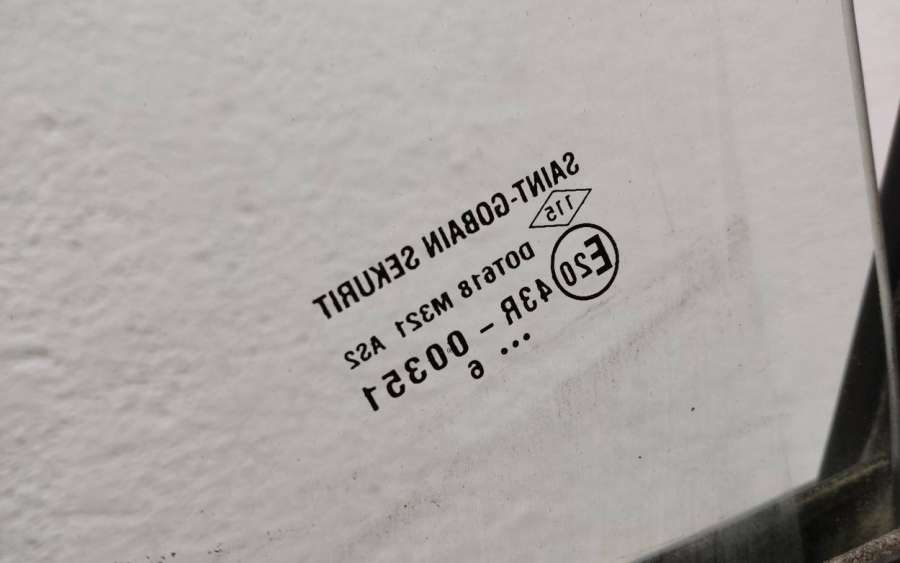 SAINT-GOBAIN SEKURIT
115
E20
DOT618 M321 AS2
43R - 00351
... 6